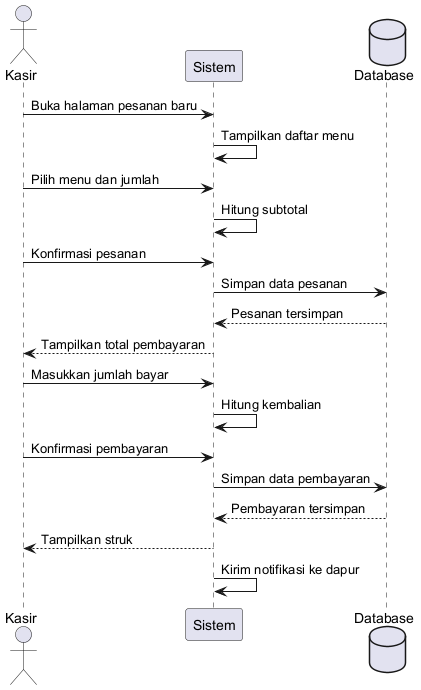 Kasir
Sistem
Database
Buka halaman pesanan baru
Tampilkan daftar menu
Pilih menu dan jumlah
Hitung subtotal
Konfirmasi pesanan
Simpan data pesanan
Pesanan tersimpan
Tampilkan total pembayaran
Masukkan jumlah bayar
Hitung kembalian
Konfirmasi pembayaran
Simpan data pembayaran
Pembayaran tersimpan
Tampilkan struk
Kirim notifikasi ke dapur
Kasir
Sistem
Database